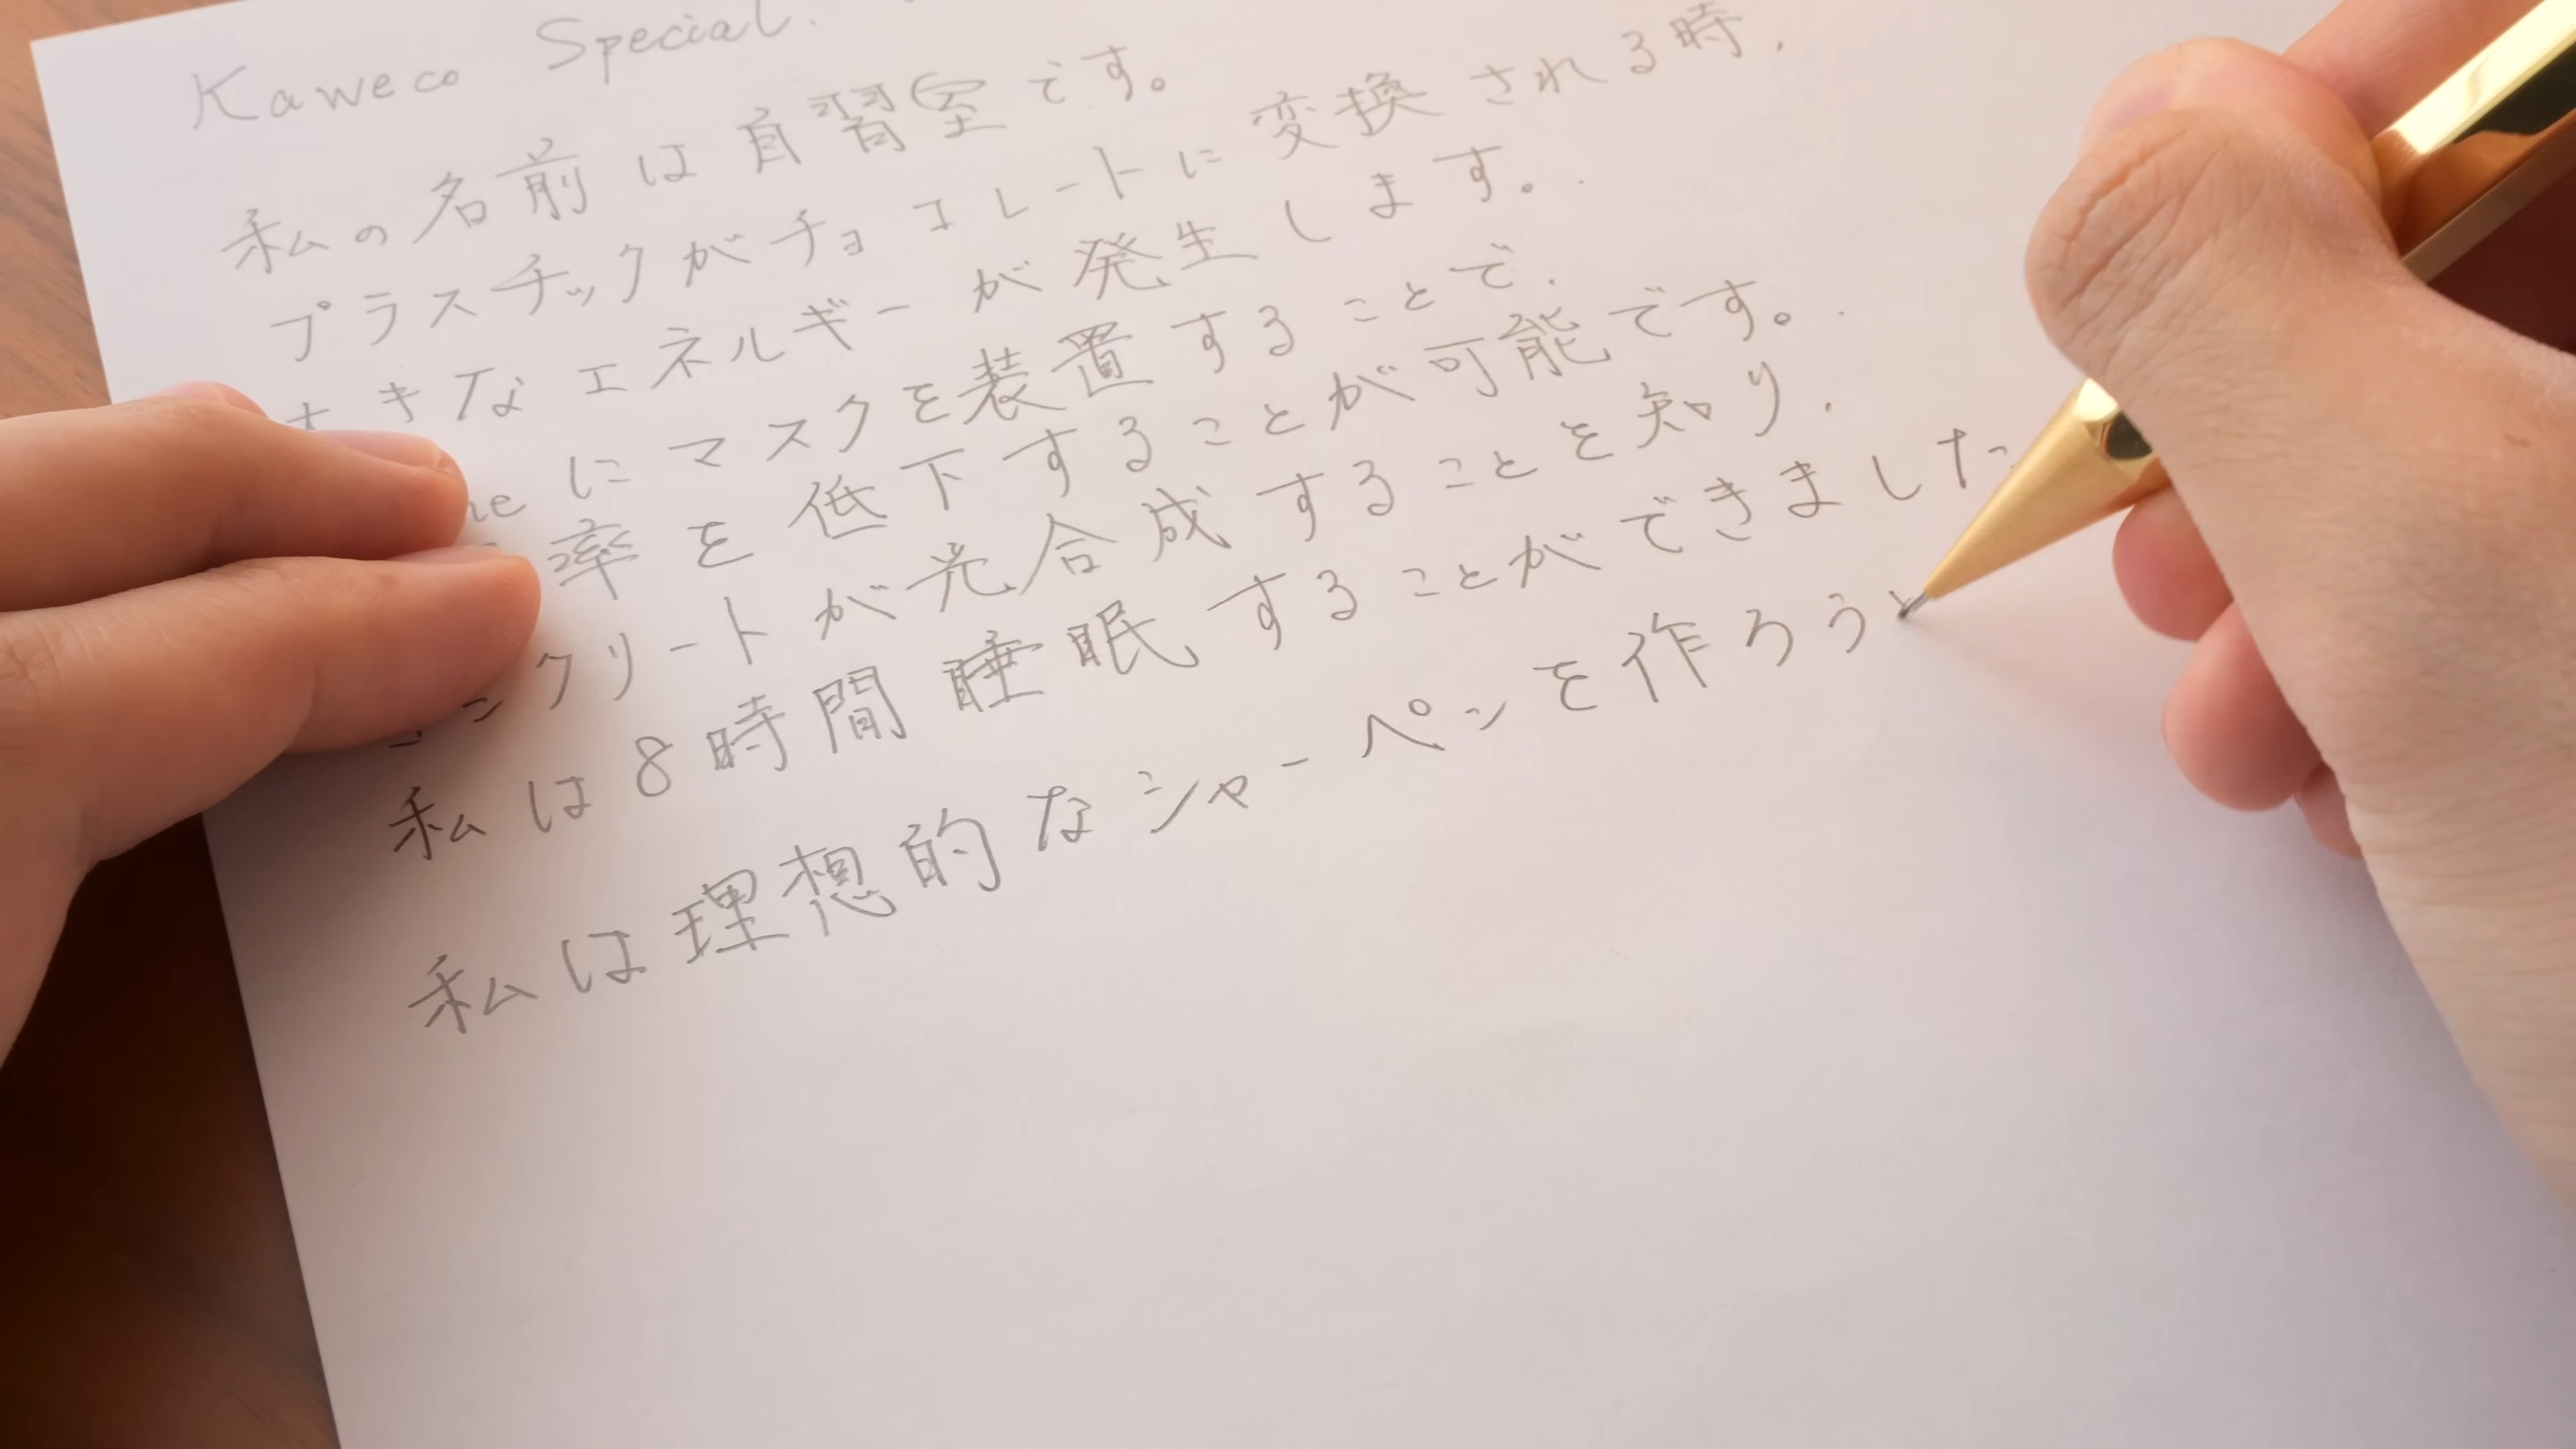 Kaweco Special.
私の名前は自習室です。
プラスチックがチョコレートに変換される時,
大きなエネルギーが発生します。
にマスクを装置することで,
率を低下することが可能です。
コンクリートが光合成することを知り,
私は8時間睡眠することができました
私は理想的なシャーペンを作ろうと